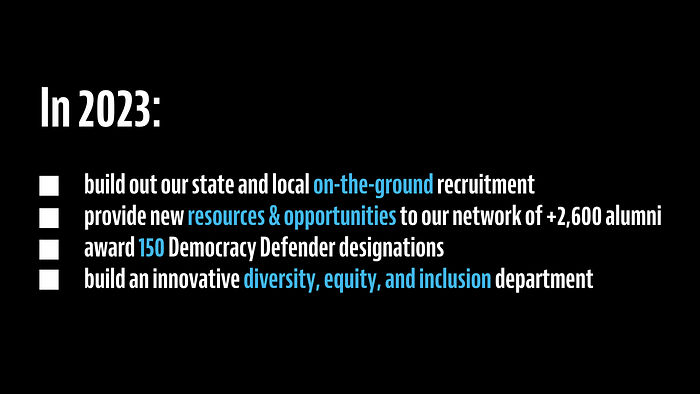 In 2023:
build out our state and local on-the-ground recruitment
provide new resources & opportunities to our network of +2,600 alumni
award 150 Democracy Defender designations
build an innovative diversity, equity, and inclusion department